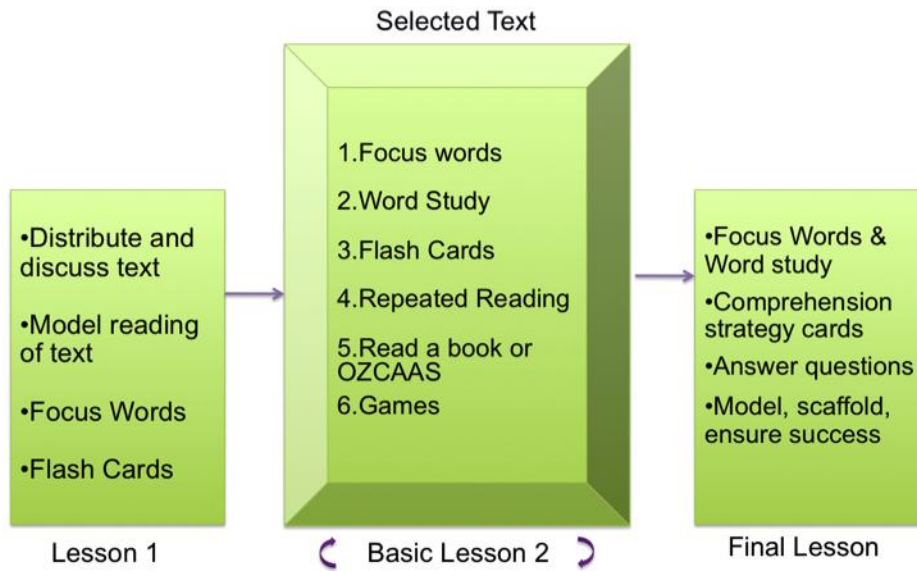 Selected Text
•Distribute and
discuss text
•Model reading
of text
•Focus Words
•Flash Cards
Lesson 1
1.Focus words
2.Word Study
3.Flash Cards
4.Repeated Reading
5.Read a book or
OZCAAS
6.Games
Basic Lesson 2
•Focus Words &
Word study
•Comprehension
strategy cards
•Answer questions
•Model, scaffold,
ensure success
Final Lesson